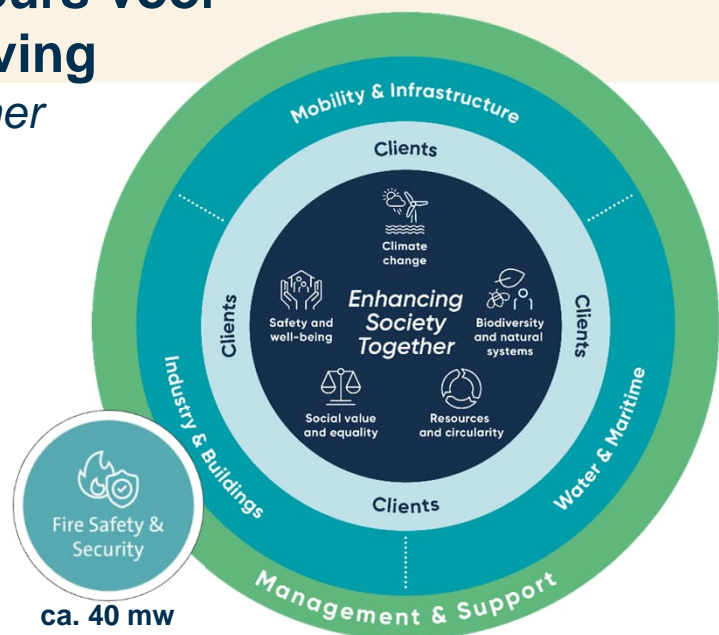 Mobility & Infrastructure
Clients
Climate
change
Clients
Safety and
well-being
Enhancing
Society
Together
Biodiversity
and natural
systems
Clients
Social value
and equality
Resources
and circularity
Industry & Buildings
Water & Maritime
Clients
Fire Safety &
Security
Management & Support
ca. 40 mw